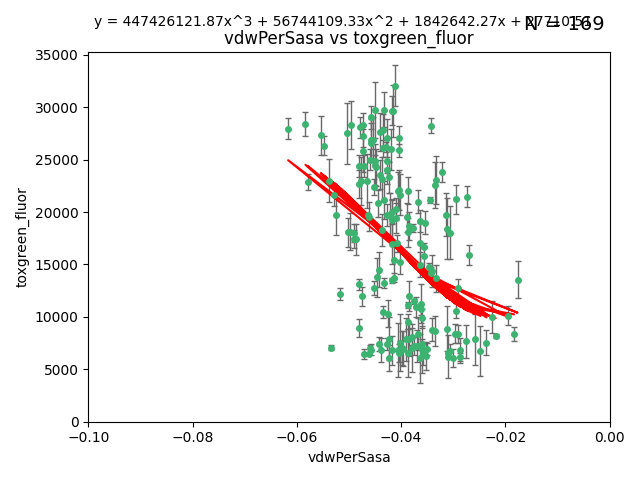 y = 447426121.87x^3 + 56744109.33x^2 + 1842642.27x +
N = 169
vdwPerSasa vs toxgreen_fluor
35000
30000
25000
20000
15000
10000
5000
0
toxgreen_fluor
−0.10 −0.08 −0.06 −0.04 −0.02 0.00
vdwPerSasa